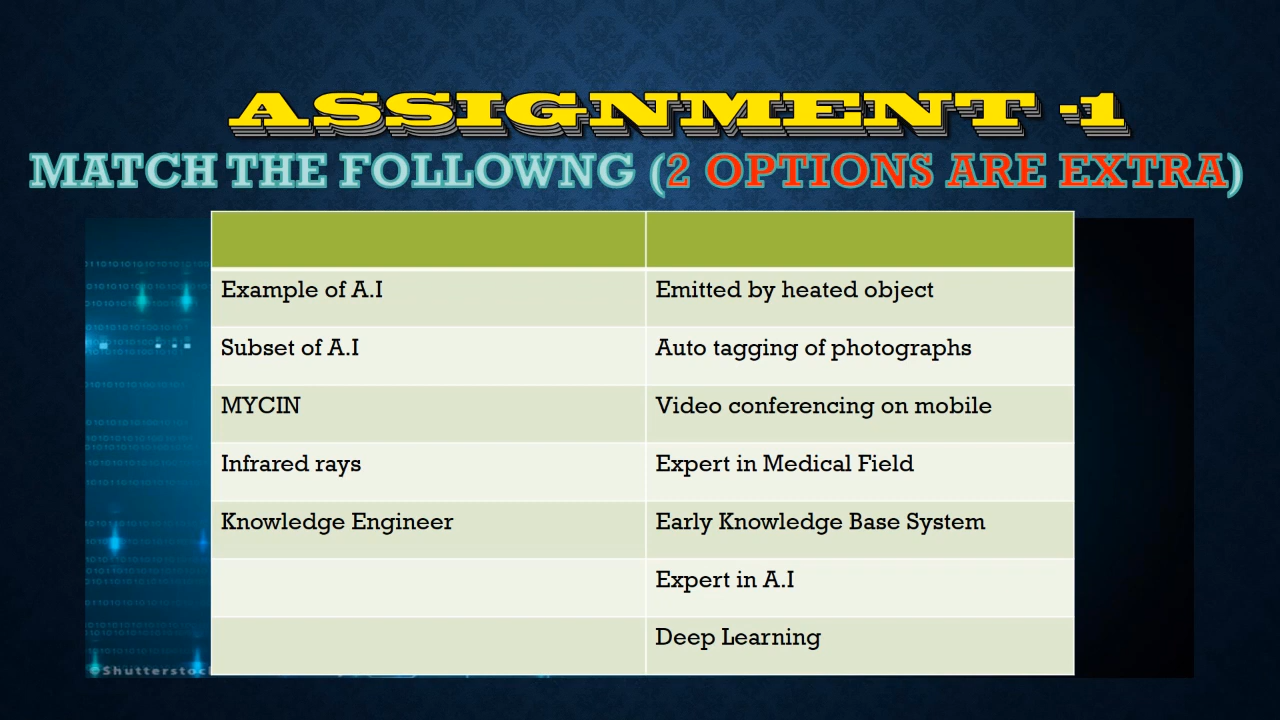 ASSIGNMENT -1
MATCH THE FOLLOWNG (2 OPTIONS ARE EXTRA)
Example of A.I Emitted by heated object
Subset of A.I Auto tagging of photographs
MYCIN Video conferencing on mobile
Infrared rays Expert in Medical Field
Knowledge Engineer Early Knowledge Base System
Expert in A.I
Deep Learning